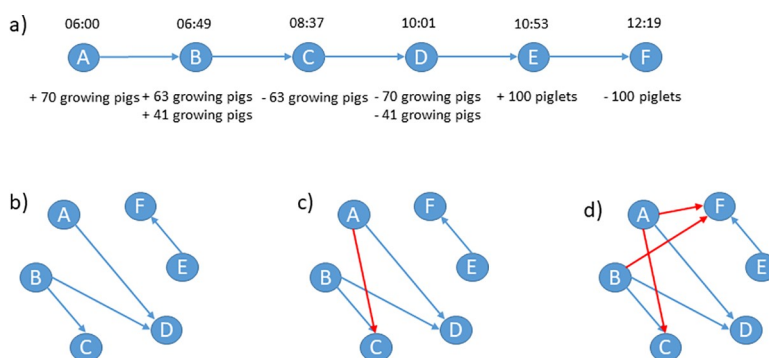 a)
06:00 06:49 08:37 10:01 10:53 12:19
A B C D E F
+ 70 growing pigs + 63 growing pigs - 63 growing pigs - 70 growing pigs + 100 piglets - 100 piglets
+ 41 growing pigs - 41 growing pigs
b) c) d)
A F A F A F
B E B E B E
C D C D C D